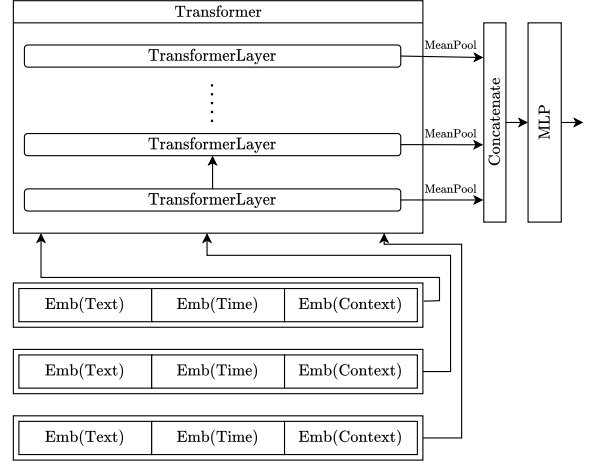 Transformer
TransformerLayer
MeanPool
TransformerLayer
MeanPool
TransformerLayer
MeanPool
Concatenate
MLP
Emb(Text) Emb(Time) Emb(Context)
Emb(Text) Emb(Time) Emb(Context)
Emb(Text) Emb(Time) Emb(Context)